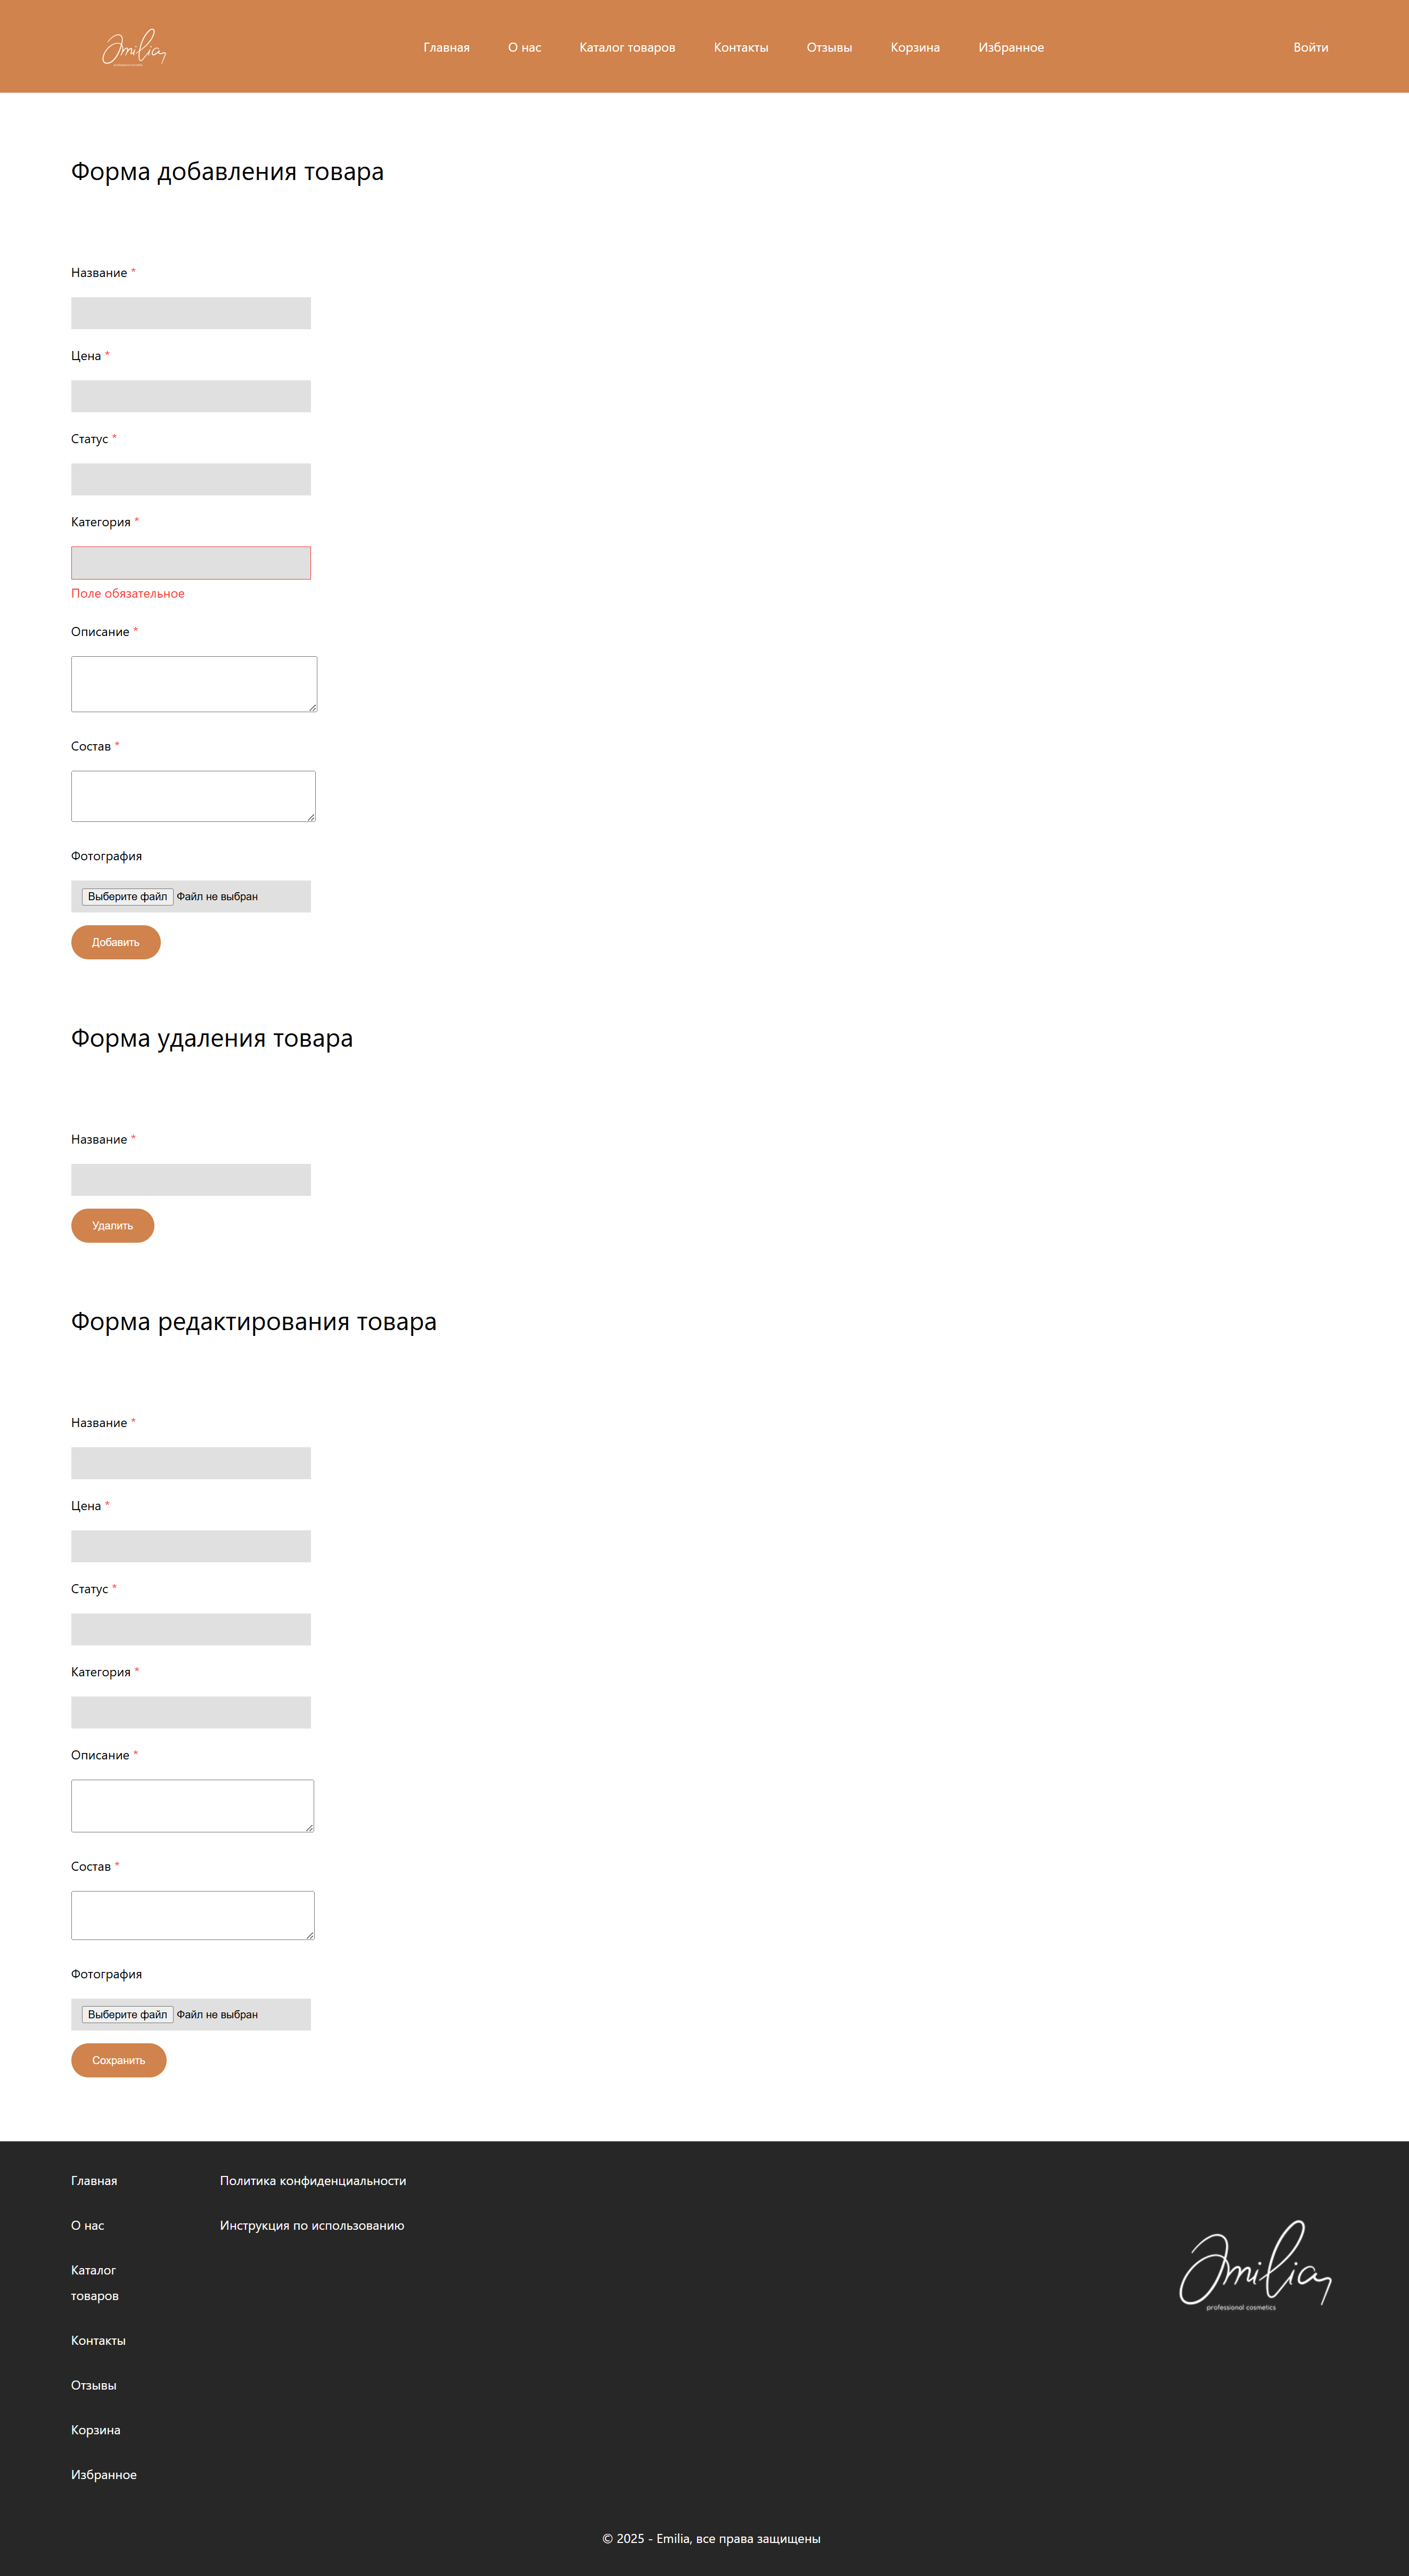 Emilia
Главная О нас Каталог товаров Контакты Отзывы Корзина Избранное Войти
Форма добавления товара
Название *
Цена *
Статус *
Категория *
Поле обязательное
Описание *
Состав *
Фотография
Выберите файл Файл не выбран
Добавить
Форма удаления товара
Название *
Удалить
Форма редактирования товара
Название *
Цена *
Статус *
Категория *
Описание *
Состав *
Фотография
Выберите файл Файл не выбран
Сохранить
Главная
О нас
Каталог
товаров
Контакты
Отзывы
Корзина
Избранное
Политика конфиденциальности
Инструкция по использованию
Emilia
professional cosmetics
© 2025 - Emilia, все права защищены